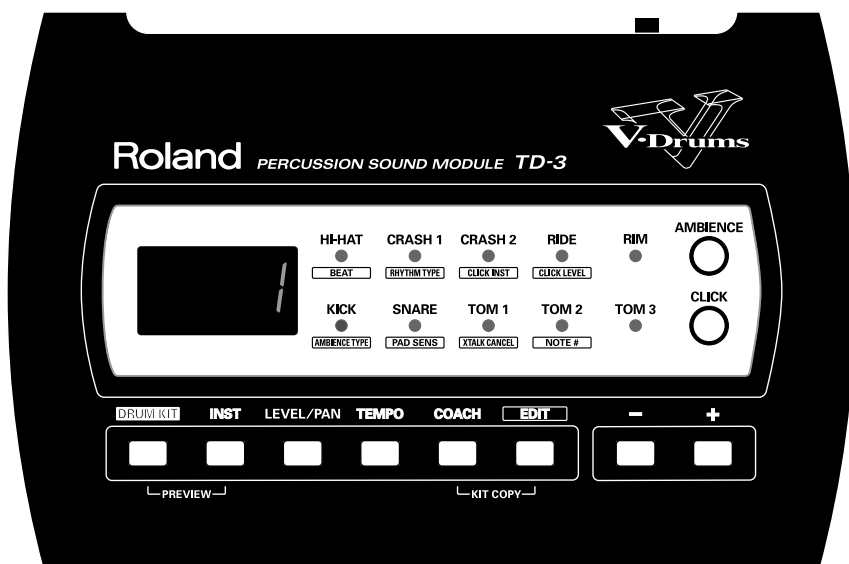 V-Drums
Roland PERCUSSION SOUND MODULE TD-3
HI-HAT CRASH 1 CRASH 2 RIDE RIM AMBIENCE
BEAT RHYTHM TYPE CLICK INST CLICK LEVEL
1
CLICK
KICK SNARE TOM 1 TOM 2 TOM 3
AMBIENCE TYPE PAD SENS XTALK CANCEL NOTE #
DRUM KIT INST LEVEL/PAN TEMPO COACH EDIT - +
PREVIEW KIT COPY